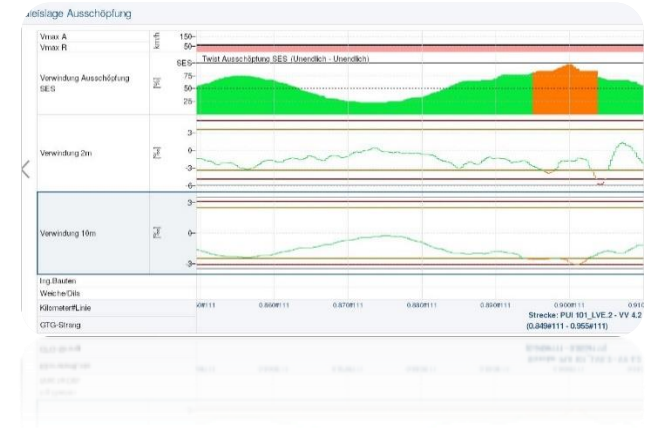 Ausschöpfung
Vmax A
Vmax R
km/h
150-
50-
SES-
Twist Ausschöpfung SES (Unendlich - Unendlich)
Verwindung Ausschöpfung
SES
[%]
75-
50-
25-
Verwindung 2m
[‰]
3-
0-
-3-
-6-
Verwindung 10m
[‰]
3-
0-
-3-
Ing.Bauten
Weiche/Dils
Kilometer#Linie
0.860#111 0.870#111 0.880#111 0.890#111 0.900#111
Strecke: PUI 101_LVE.2 - VV 4.2
GTG-Strang
(0.849#111 - 0.955#111)